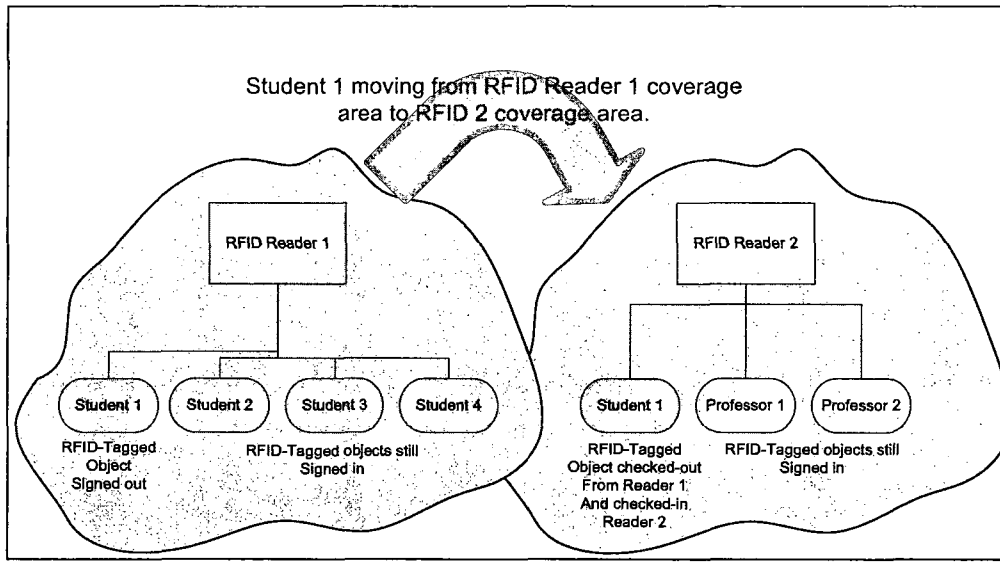 Student 1 moving from RFID Reader 1 coverage
area to RFID 2 coverage area.
RFID Reader 1
Student 1
Student 2
Student 3
Student 4
RFID-Tagged
Object
Signed out
RFID-Tagged objects still
Signed in
RFID Reader 2
Student 1
Professor 1
Professor 2
RFID-Tagged
Object checked-out
From Reader 1
And checked-in
Reader 2
RFID-Tagged objects still
Signed in